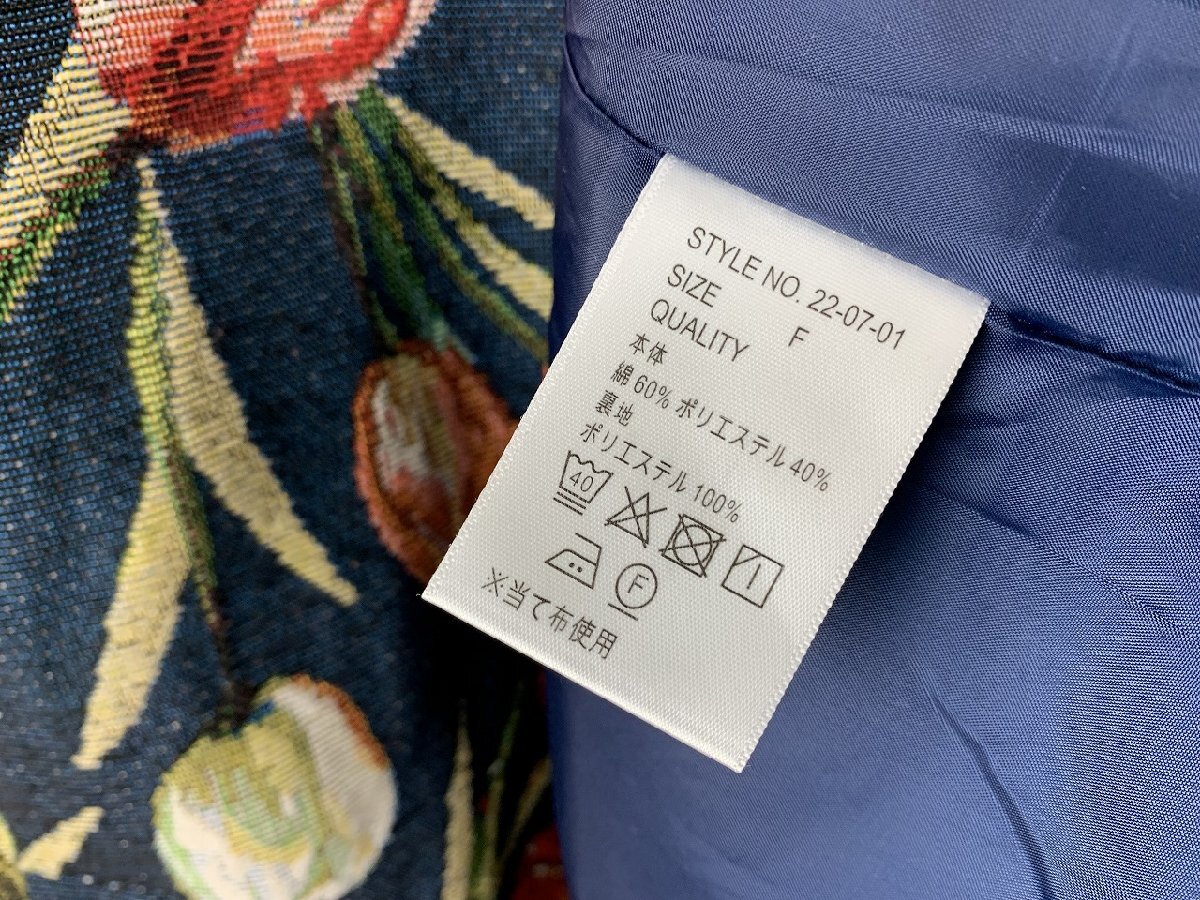 STYLE NO. 22-07-01
SIZE F
QUALITY
本体
綿 60% ポリエステル 40%
裏地
ポリエステル 100%
40
F
※当て布使用